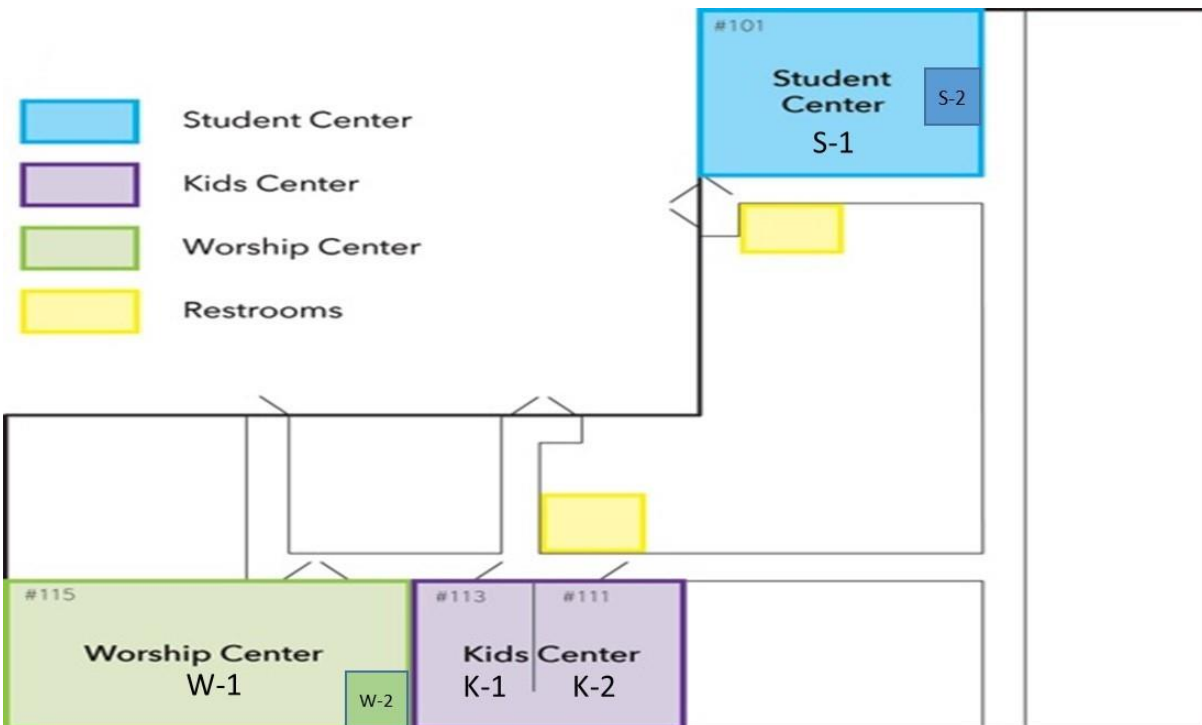 Student Center
Kids Center
Worship Center
Restrooms
#101
Student
Center
S-1
S-2
#115
Worship Center
W-1
W-2
#113
#111
Kids Center
K-1
K-2